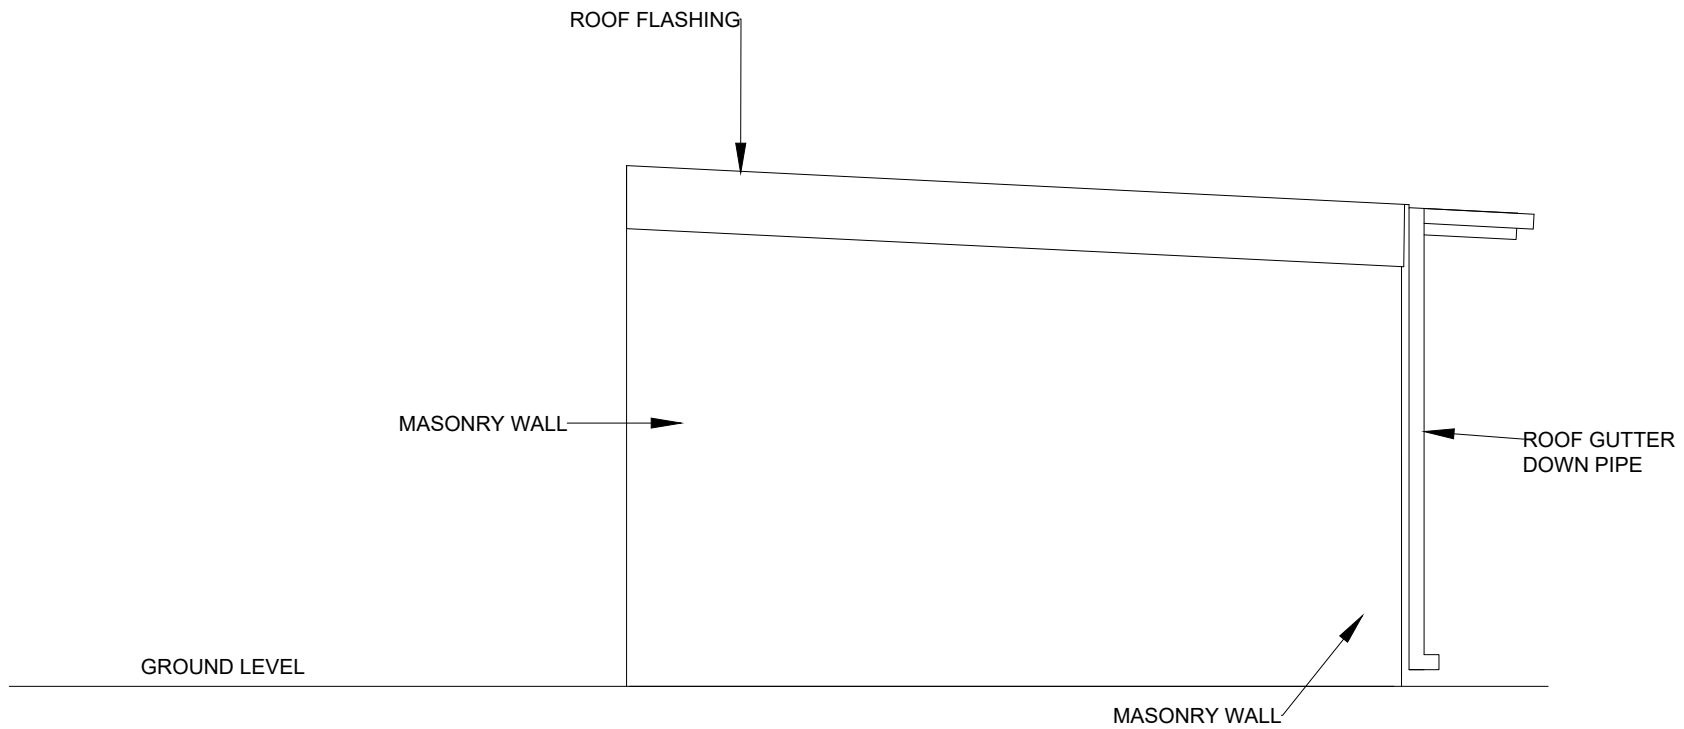 ROOF FLASHING
MASONRY WALL
ROOF GUTTER
DOWN PIPE
GROUND LEVEL
MASONRY WALL